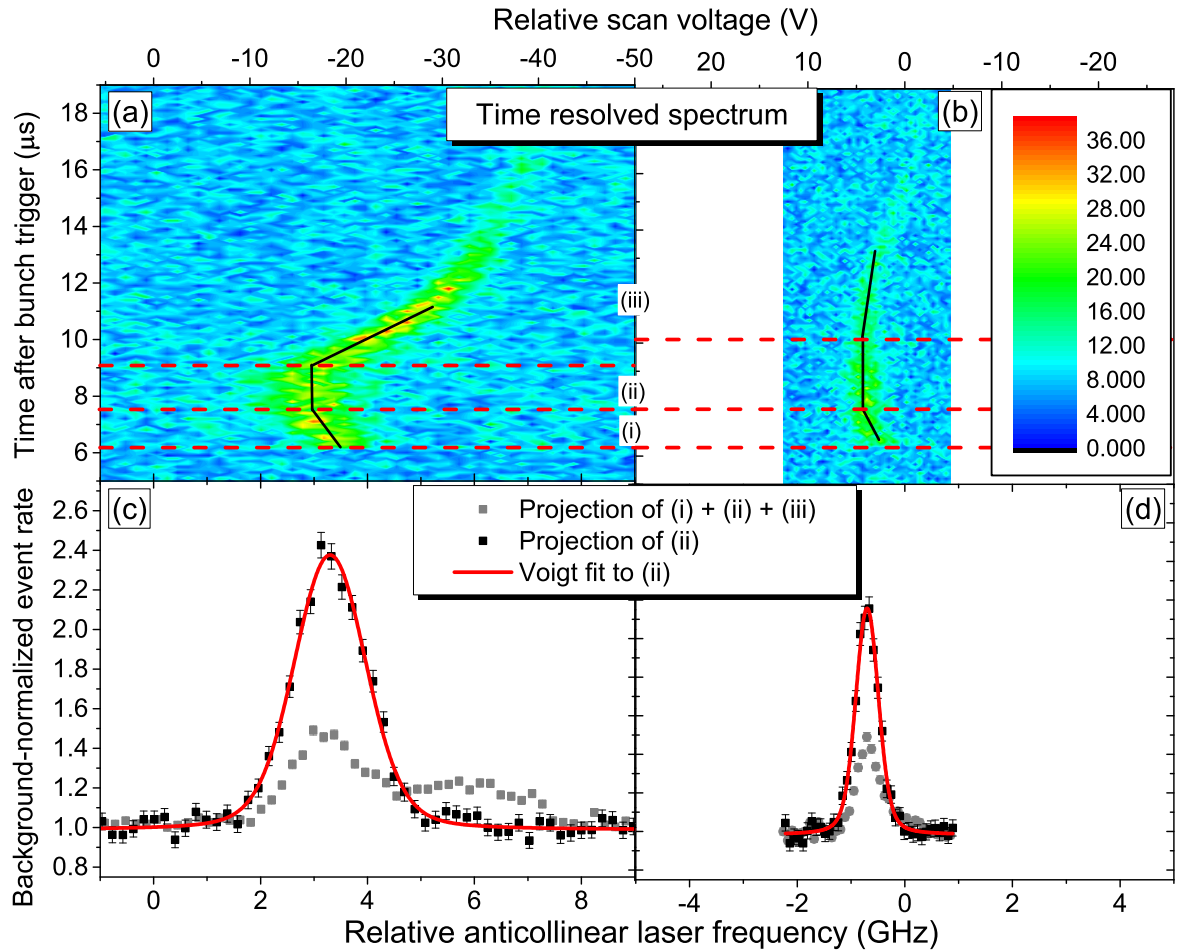 Relative scan voltage (V)
0 -10 -20 -30 -40 -50 20 10 0 -10 -20
(a) Time resolved spectrum (b)
Time after bunch trigger (μs)
18
16
14
12
10
8
6
(iii)
(ii)
(i)
36.00
32.00
28.00
24.00
20.00
16.00
12.00
8.000
4.000
0.000
(c) (d)
Projection of (i) + (ii) + (iii)
Projection of (ii)
Voigt fit to (ii)
Background-normalized event rate
2.6
2.4
2.2
2.0
1.8
1.6
1.4
1.2
1.0
0.8
0 2 4 6 8 -4 -2 0 2 4
Relative anticollinear laser frequency (GHz)